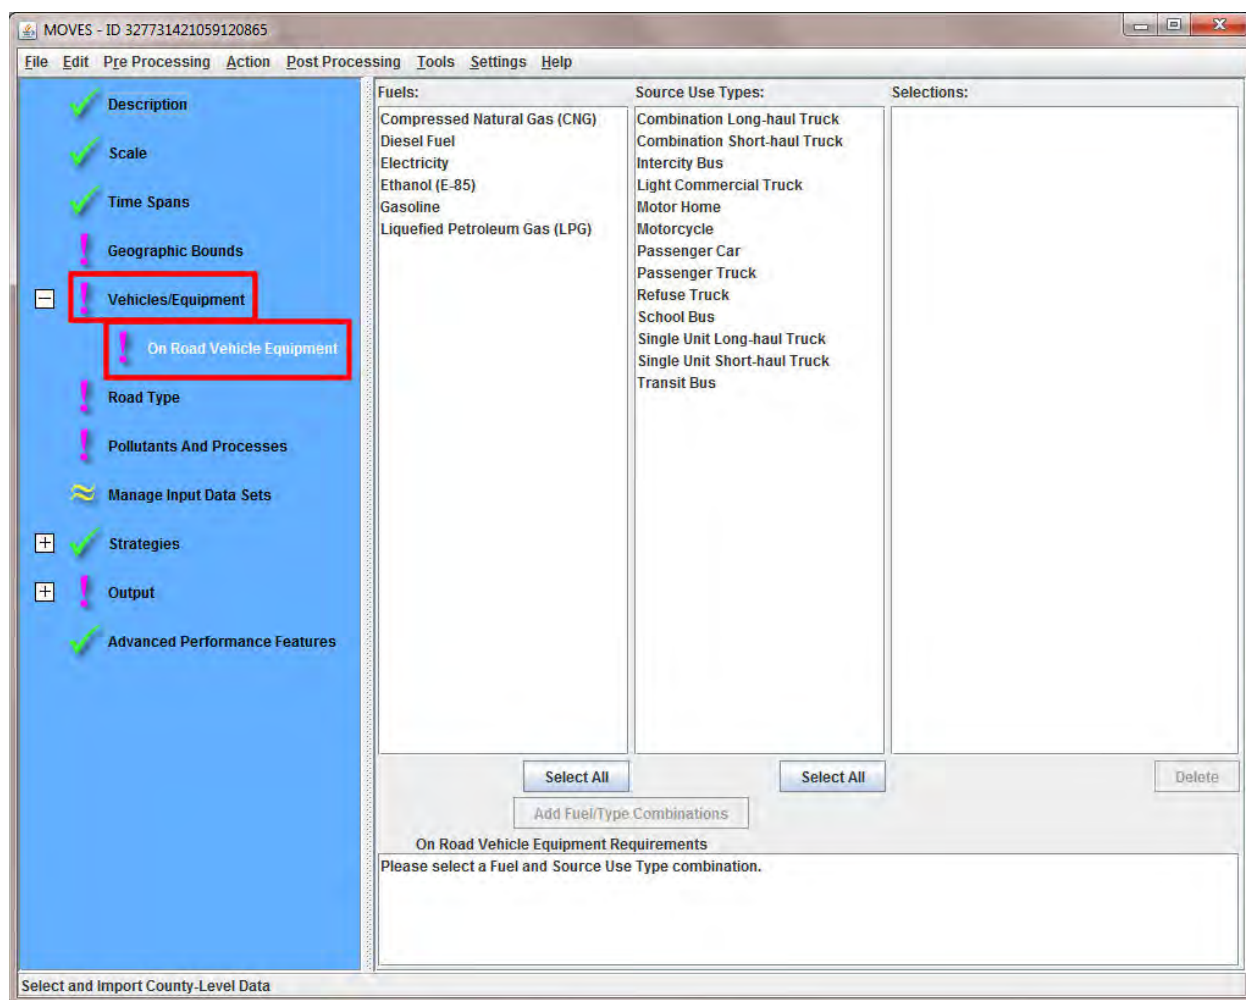 MOVES - ID 327731421059120865
File Edit Pre Processing Action Post Processing Tools Settings Help
Description
Scale
Time Spans
Geographic Bounds
Vehicles/Equipment
On Road Vehicle Equipment
Road Type
Pollutants And Processes
Manage Input Data Sets
Strategies
Output
Advanced Performance Features
Fuels:
Compressed Natural Gas (CNG)
Diesel Fuel
Electricity
Ethanol (E-85)
Gasoline
Liquefied Petroleum Gas (LPG)
Select All
Source Use Types:
Combination Long-haul Truck
Combination Short-haul Truck
Intercity Bus
Light Commercial Truck
Motor Home
Motorcycle
Passenger Car
Passenger Truck
Refuse Truck
School Bus
Single Unit Long-haul Truck
Single Unit Short-haul Truck
Transit Bus
Select All
Selections:
Delete
Add Fuel/Type Combinations
On Road Vehicle Equipment Requirements
Please select a Fuel and Source Use Type combination.
Select and Import County-Level Data